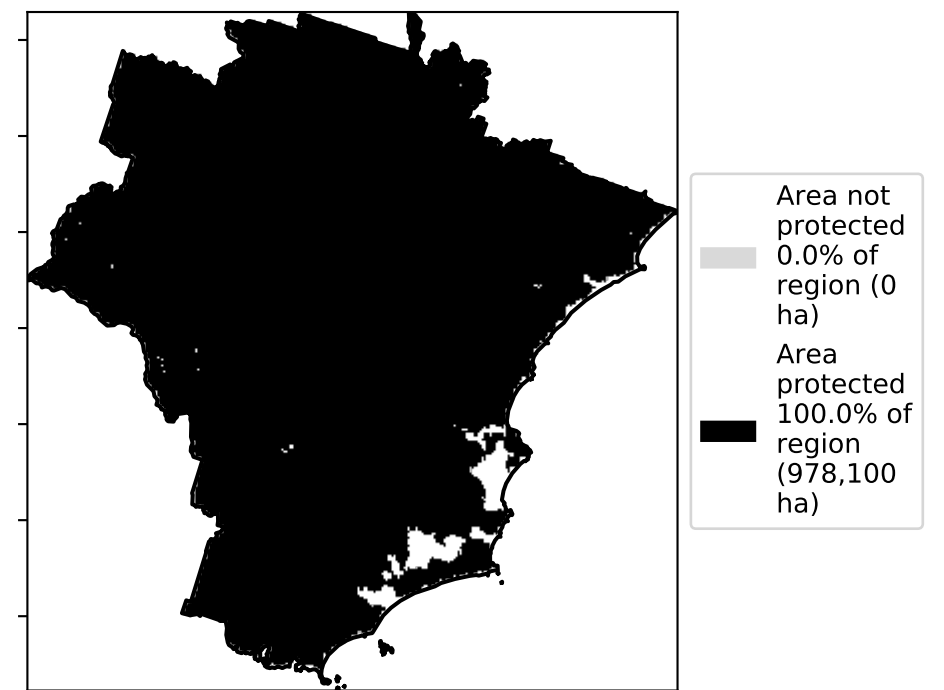 Area not
protected
0.0% of
region (0
ha)
Area
protected
100.0% of
region
(978,100
ha)